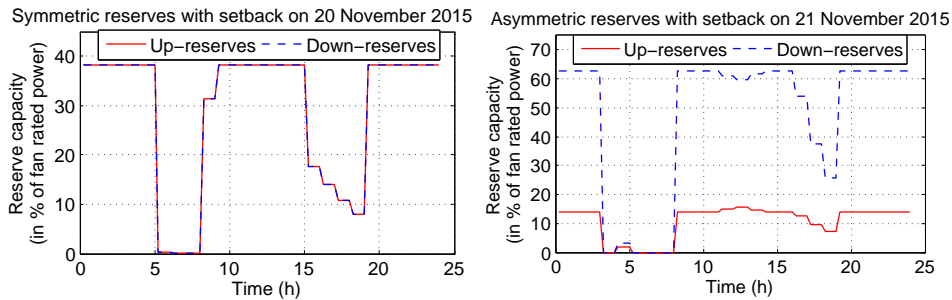 Symmetric reserves with setback on 20 November 2015
Up−reserves
Down−reserves
Reserve capacity
(in % of fan rated power)
40
30
20
10
0
0
5
10
15
20
25
Time (h)
Asymmetric reserves with setback on 21 November 2015
Up−reserves
Down−reserves
Reserve capacity
(in % of fan rated power)
70
60
50
40
30
20
10
0
0
5
10
15
20
25
Time (h)